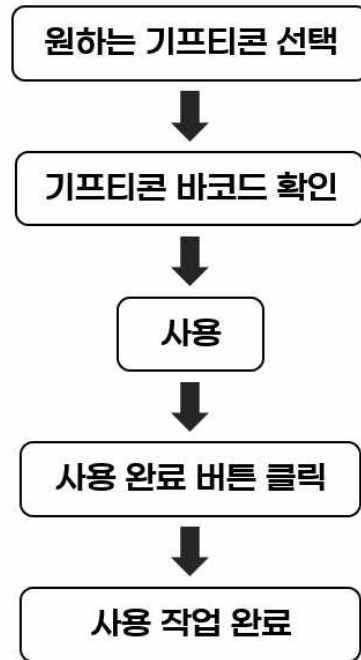 원하는 기프티콘 선택
기프티콘 바코드 확인
사용
사용 완료 버튼 클릭
사용 작업 완료